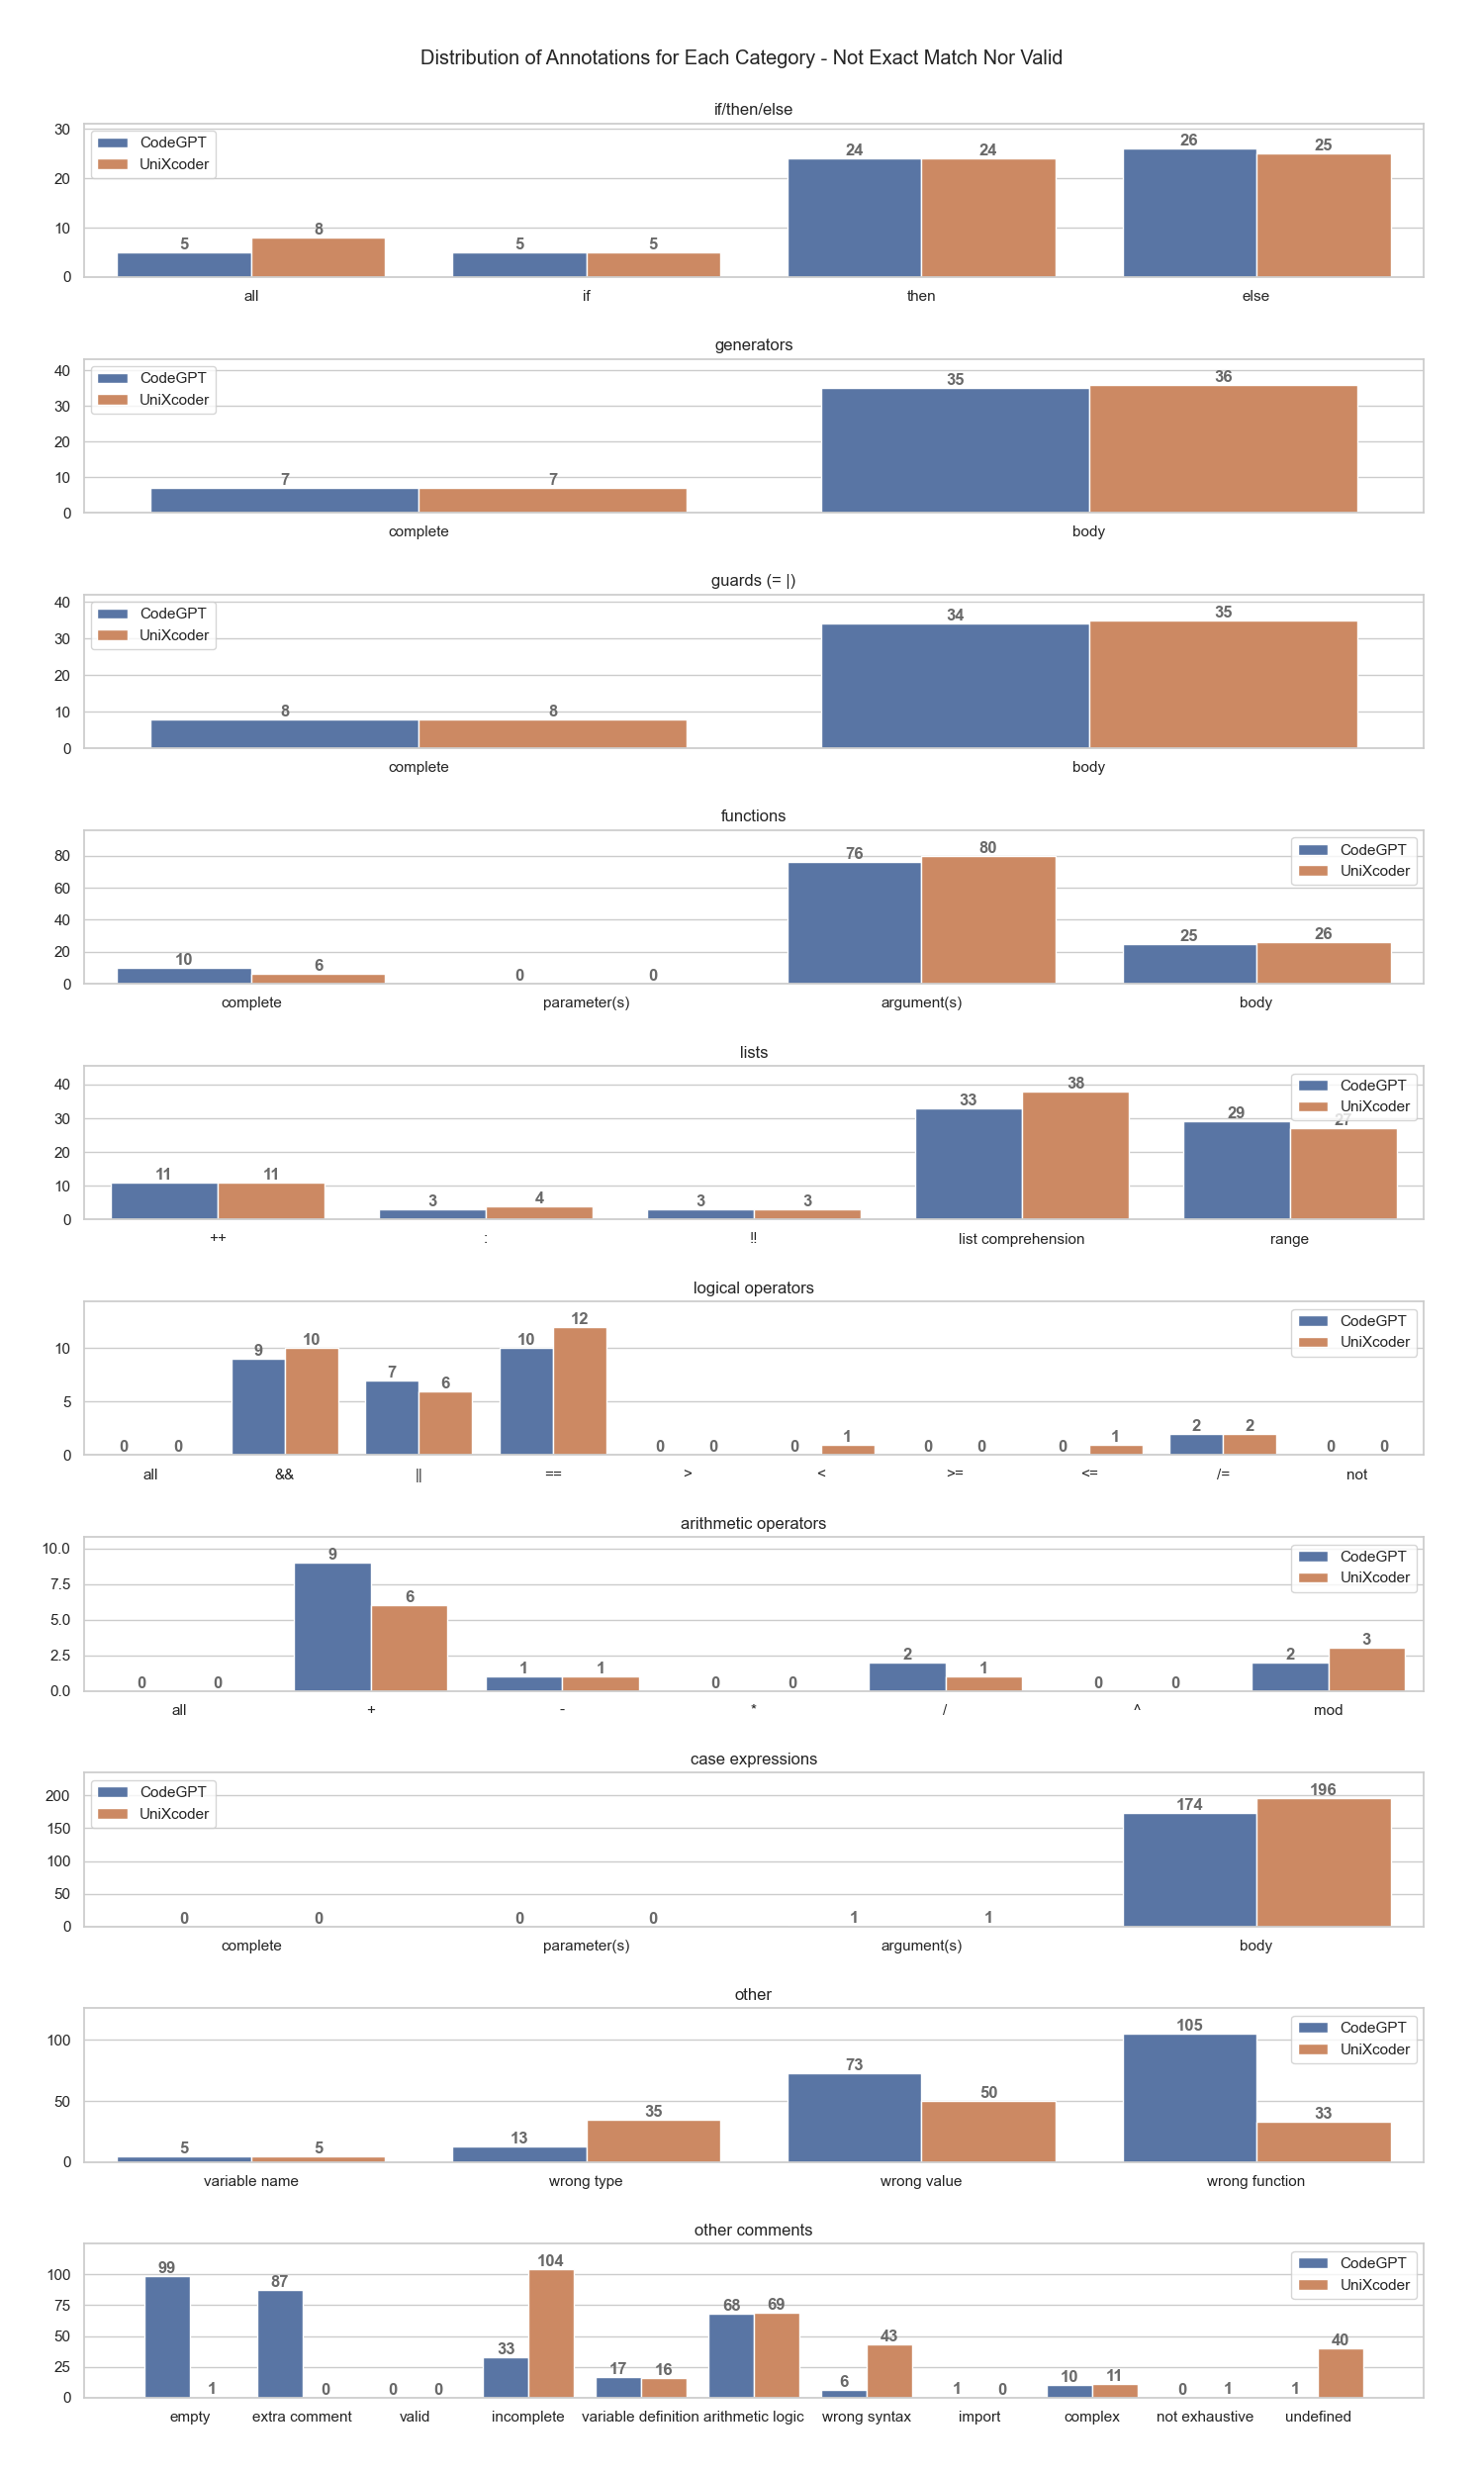 Distribution of Annotations for Each Category - Not Exact Match Nor Valid
if/then/else
30
20
10
0
CodeGPT
UniXcoder
5 8 5 5 24 24 26 25
all if then else
generators
40
30
20
10
0
CodeGPT
UniXcoder
7 7 35 36
complete body
guards (= |)
40
30
20
10
0
CodeGPT
UniXcoder
8 8 34 35
complete body
functions
80
60
40
20
0
CodeGPT
UniXcoder
10 6 0 0 76 80 25 26
complete parameter(s) argument(s) body
lists
40
30
20
10
0
CodeGPT
UniXcoder
11 11 3 4 3 3 33 38 29 27
++ : !! list comprehension range
logical operators
10
5
0
CodeGPT
UniXcoder
0 0 9 10 7 6 10 12 0 0 0 1 0 0 0 1 2 2 0 0
all && || == > < >= <= /= not
arithmetic operators
10.0
7.5
5.0
2.5
0.0
CodeGPT
UniXcoder
0 0 9 6 1 1 0 0 2 1 0 0 2 3
all + - * / ^ mod
case expressions
200
150
100
50
0
CodeGPT
UniXcoder
0 0 0 0 1 1 174 196
complete parameter(s) argument(s) body
other
100
50
0
CodeGPT
UniXcoder
5 5 13 35 73 50 105 33
variable name wrong type wrong value wrong function
other comments
100
75
50
25
0
CodeGPT
UniXcoder
99 1 87 0 0 0 33 104 17 16 68 69 6 43 1 0 10 11 0 1 1 40
empty extra comment valid incomplete variable definition arithmetic logic wrong syntax import complex not exhaustive undefined